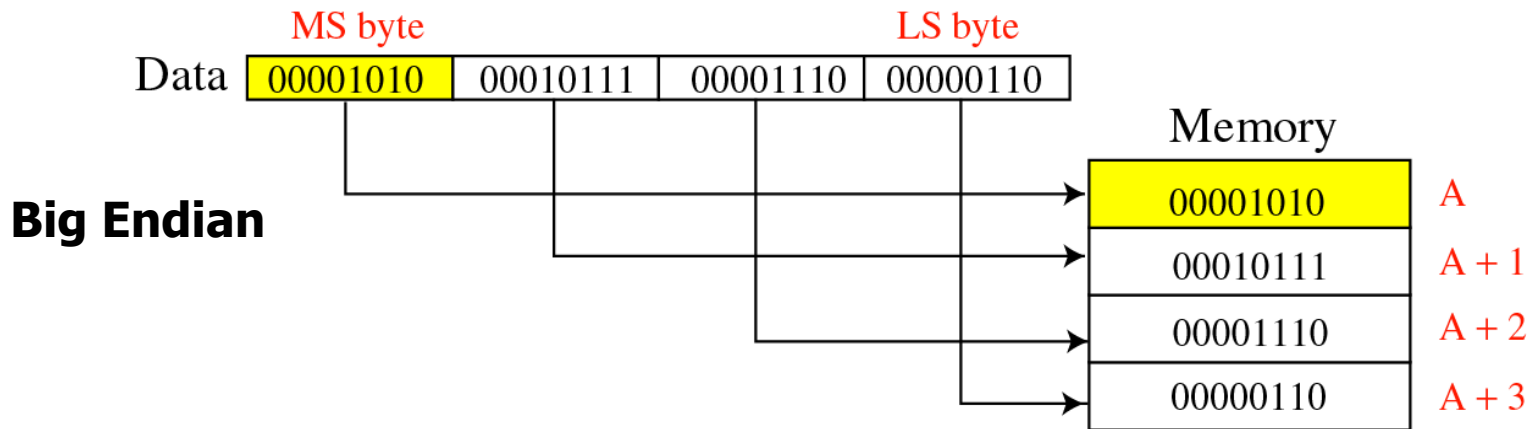 MS byte LS byte
Data 00001010 00010111 00001110 00000110
Memory
Big Endian
00001010 A
00010111 A + 1
00001110 A + 2
00000110 A + 3